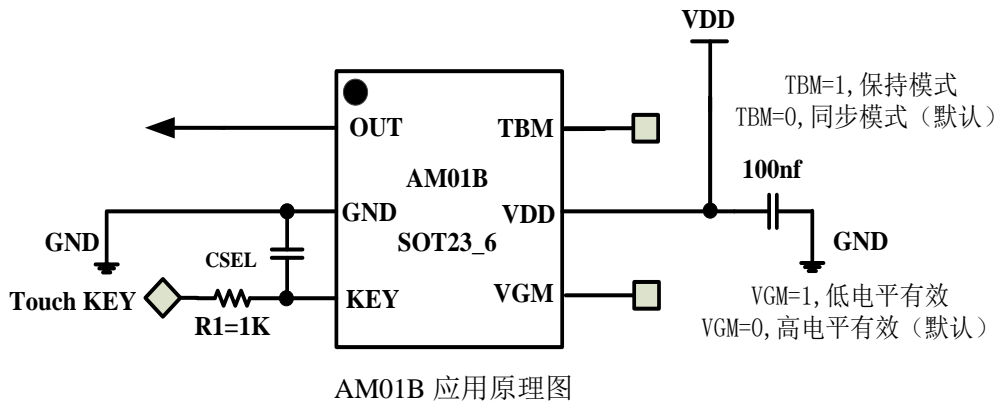 VDD
TBM=1,保持模式
TBM=0,同步模式（默认）
OUT
TBM
100nf
AM01B
GND
VDD
GND
SOT23_6
GND
CSEL
Touch KEY
KEY
VGM
R1=1K
VGM=1,低电平有效
VGM=0,高电平有效（默认）
AM01B 应用原理图